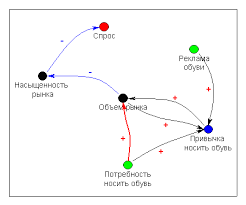 Спрос
-
Реклама
обуви
-
Насыщенность
рынка
+
Объем рынка
+
+
Привычка
носить обувь
+
+
Потребность
носить обувь